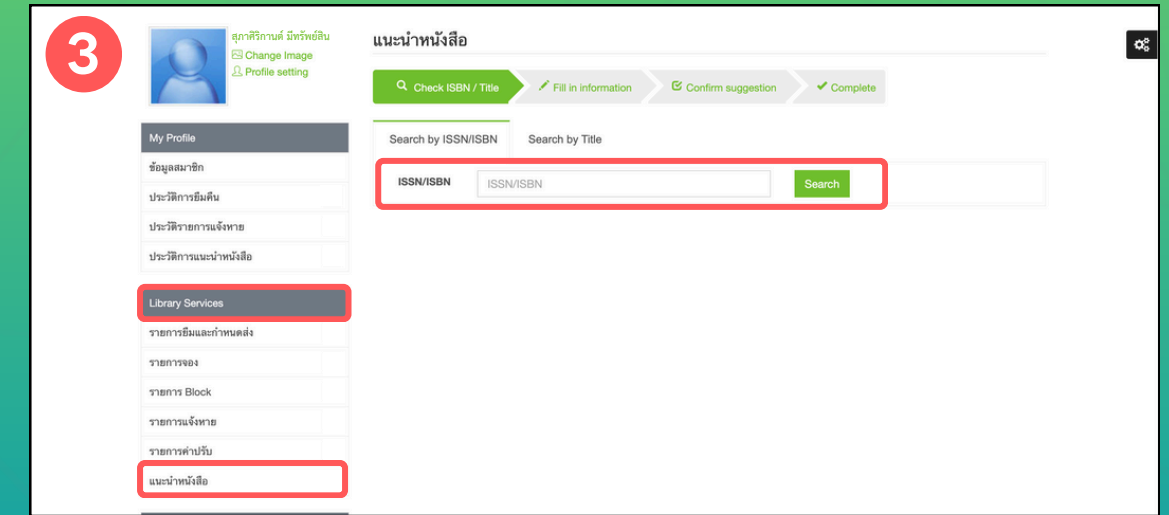 3
สุภาศิริกานต์ มีทรัพย์สิน
Change Image
Profile setting
My Profile
ข้อมูลสมาชิก
ประวัติการยืมคืน
ประวัติรายการแจ้งหาย
ประวัติการแนะนำหนังสือ
Library Services
รายการยืมและกำหนดส่ง
รายการจอง
รายการ Block
รายการแจ้งหาย
รายการค่าปรับ
แนะนำหนังสือ
แนะนำหนังสือ
Check ISBN / Title
Fill in information
Confirm suggestion
Complete
Search by ISSN/ISBN
Search by Title
ISSN/ISBN
ISSN/ISBN
Search